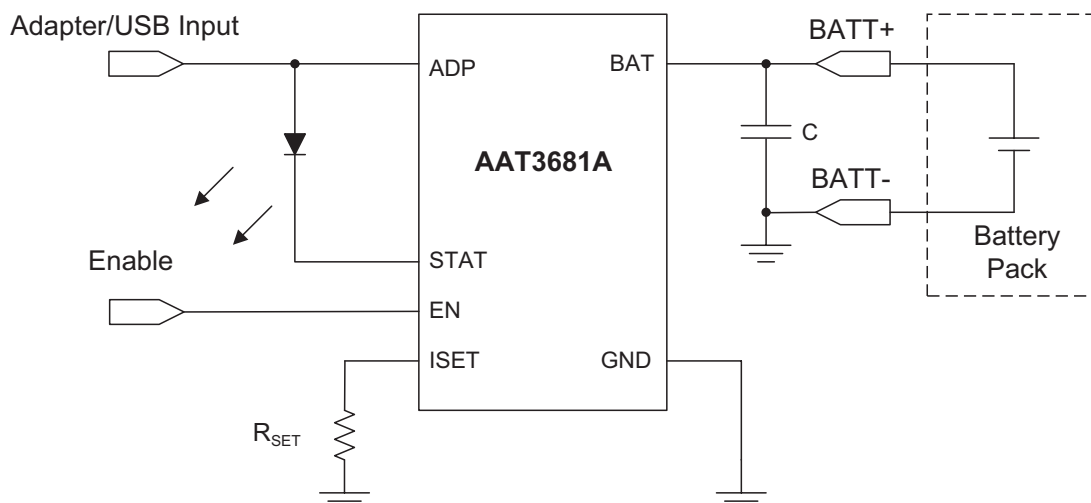 Adapter/USB Input
ADP
BAT
BATT+
C
AAT3681A
BATT-
Enable
STAT
Battery
Pack
EN
ISET
GND
RSET